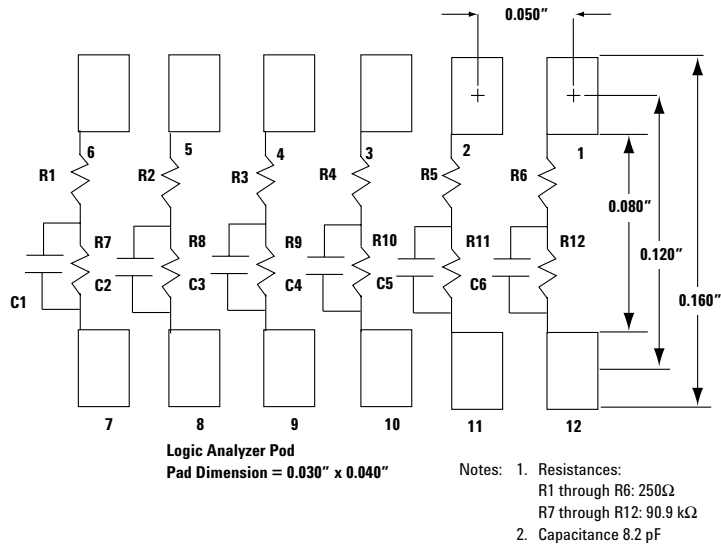 0.050”
6
5
4
3
2
1
R1
R2
R3
R4
R5
R6
0.080”
0.120”
0.160”
R7
R8
R9
R10
R11
R12
C1
C2
C3
C4
C5
C6
7
8
9
10
11
12
Logic Analyzer Pod
Pad Dimension = 0.030” x 0.040”
Notes: 1. Resistances:
R1 through R6: 250Ω
R7 through R12: 90.9 kΩ
2. Capacitance 8.2 pF